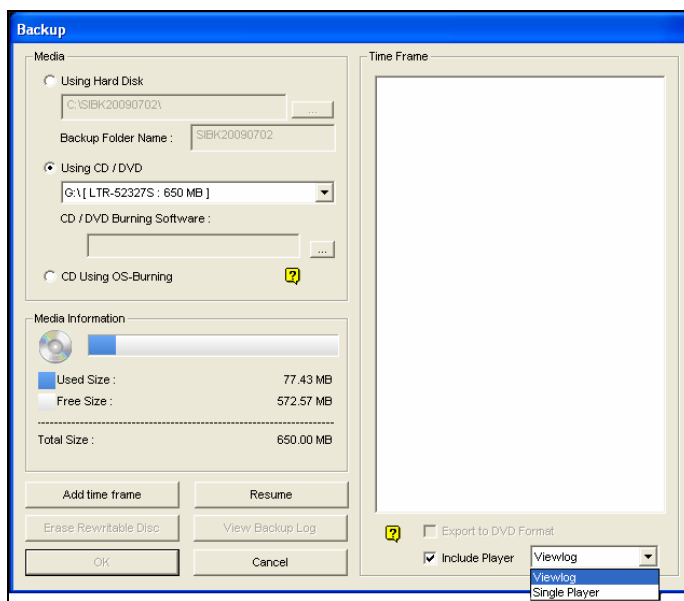 Backup
Media
Using Hard Disk
C:\SIBK20090702\
...
Backup Folder Name :
SIBK20090702
Using CD / DVD
G:\ [ LTR-52327S : 650 MB ]
CD / DVD Burning Software :
...
CD Using OS-Burning
?
Media Information
Used Size : 77.43 MB
Free Size : 572.57 MB
Total Size : 650.00 MB
Add time frame
Resume
Erase Rewritable Disc
View Backup Log
OK
Cancel
Time Frame
?
Export to DVD Format
Include Player
Viewlog
Viewlog
Single Player